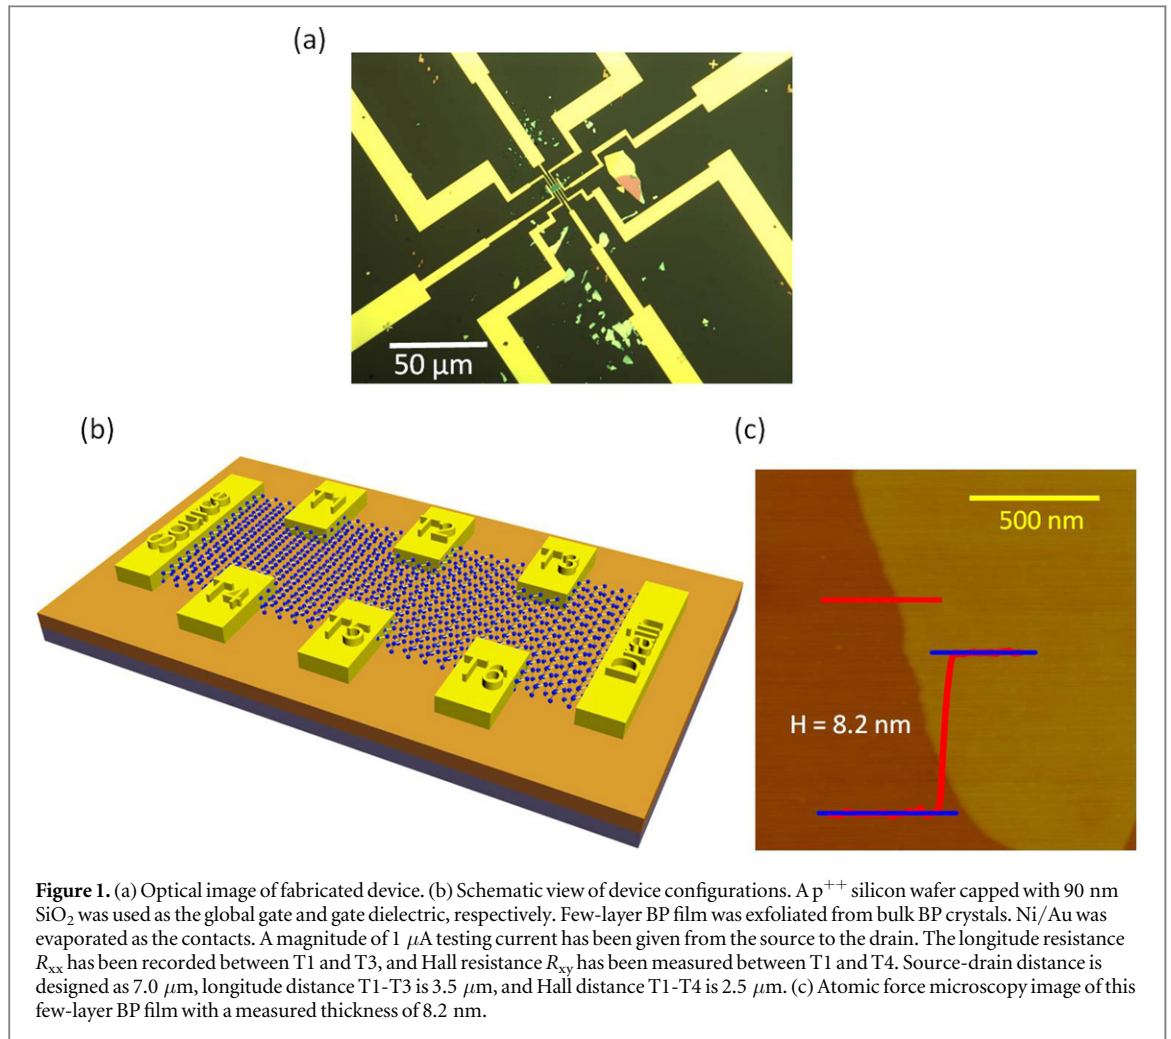 (a)
50 μm
(b)
(c)
Source
T1
T2
T3
T4
T5
T6
Drain
500 nm
H = 8.2 nm
Figure 1. (a) Optical image of fabricated device. (b) Schematic view of device configurations. A p++ silicon wafer capped with 90 nm
SiO2 was used as the global gate and gate dielectric, respectively. Few-layer BP film was exfoliated from bulk BP crystals. Ni/Au was
evaporated as the contacts. A magnitude of 1 μA testing current has been given from the source to the drain. The longitude resistance
Rxx has been recorded between T1 and T3, and Hall resistance Rxy has been measured between T1 and T4. Source-drain distance is
designed as 7.0 μm, longitude distance T1-T3 is 3.5 μm, and Hall distance T1-T4 is 2.5 μm. (c) Atomic force microscopy image of this
few-layer BP film with a measured thickness of 8.2 nm.